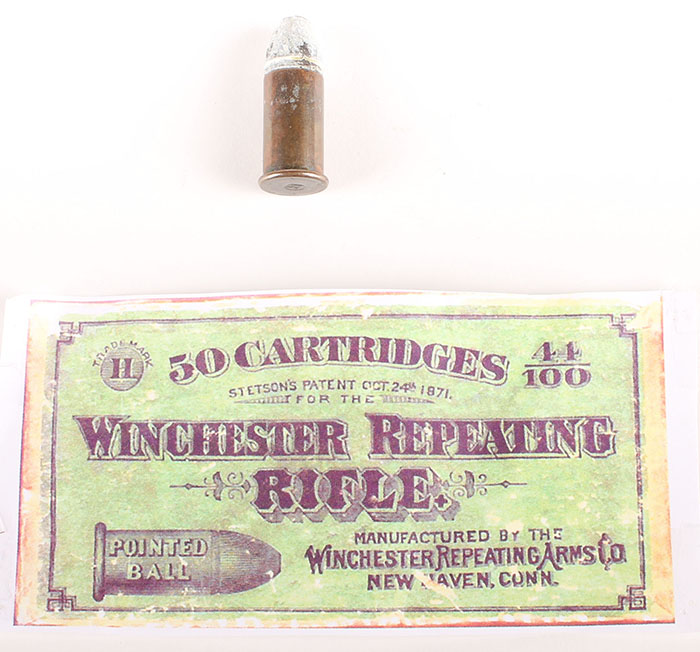 TRADE MARK
H
50 CARTRIDGES 44/100
STETSON'S PATENT OCT. 24th 1871.
FOR THE
WINCHESTER REPEATING
RIFLE.
POINTED
BALL
MANUFACTURED BY THE
WINCHESTER REPEATING ARMS CO
NEW HAVEN, CONN.